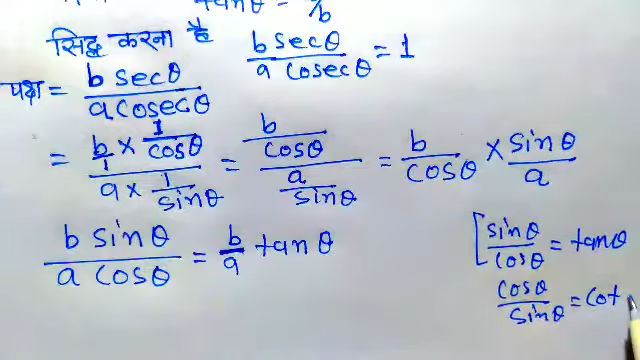 tanθ = /b
सिद्ध करना है b secθ / a cosecθ = 1
पक्ष = b secθ / a cosecθ
= b/1 × 1/cosθ / a × 1/sinθ = b/cosθ / a/sinθ = b/cosθ × sinθ/a
b sinθ / a cosθ = b/a tanθ
[sinθ/cosθ = tanθ
cosθ/sinθ = cot